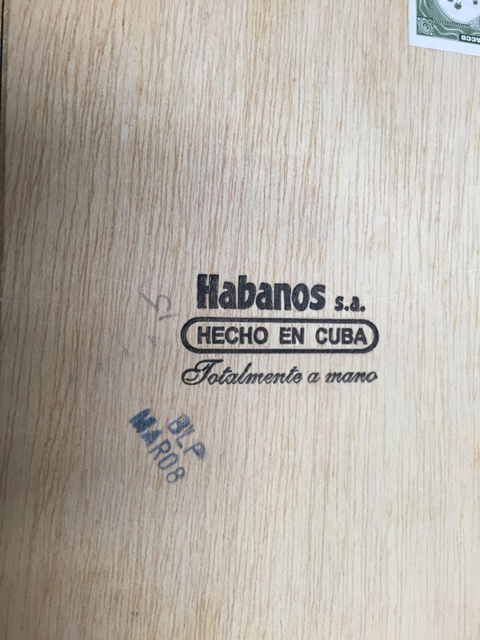 Habanos s.a.
HECHO EN CUBA
Totalmente a mano
BLP
MAR08